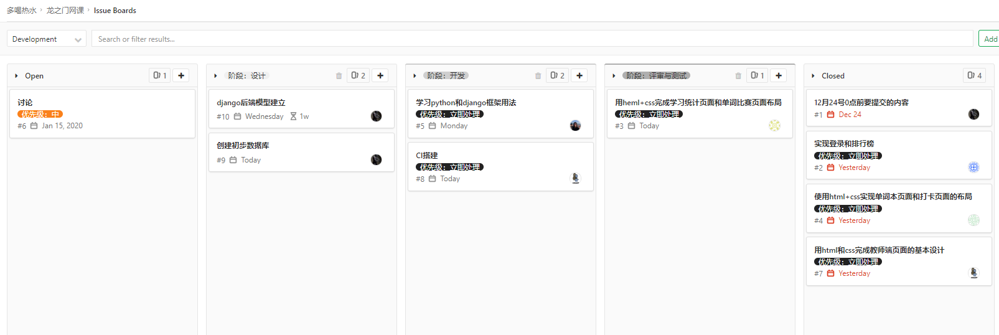 多喝热水 › 龙之门网课 › Issue Boards
Development
Search or filter results...
Add
Open 1
讨论
优先级：中
#6 Jan 15, 2020
阶段：设计 2
django后端模型建立
#10 Wednesday 1w
创建初步数据库
#9 Today
阶段：开发 2
学习python和django框架用法
优先级：立即处理
#5 Monday
CI搭建
优先级：立即处理
#8 Today
阶段：评审与测试 1
用heml+css完成学习统计页面和单词比赛页面布局
优先级：立即处理
#3 Today
Closed 4
12月24号0点前要提交的内容
#1 Dec 24
实现登录和排行榜
优先级：立即处理
#2 Yesterday
使用html+css实现单词本页面和打卡页面的布局
优先级：立即处理
#4 Yesterday
用html和css完成教师端页面的基本设计
优先级：立即处理
#7 Yesterday